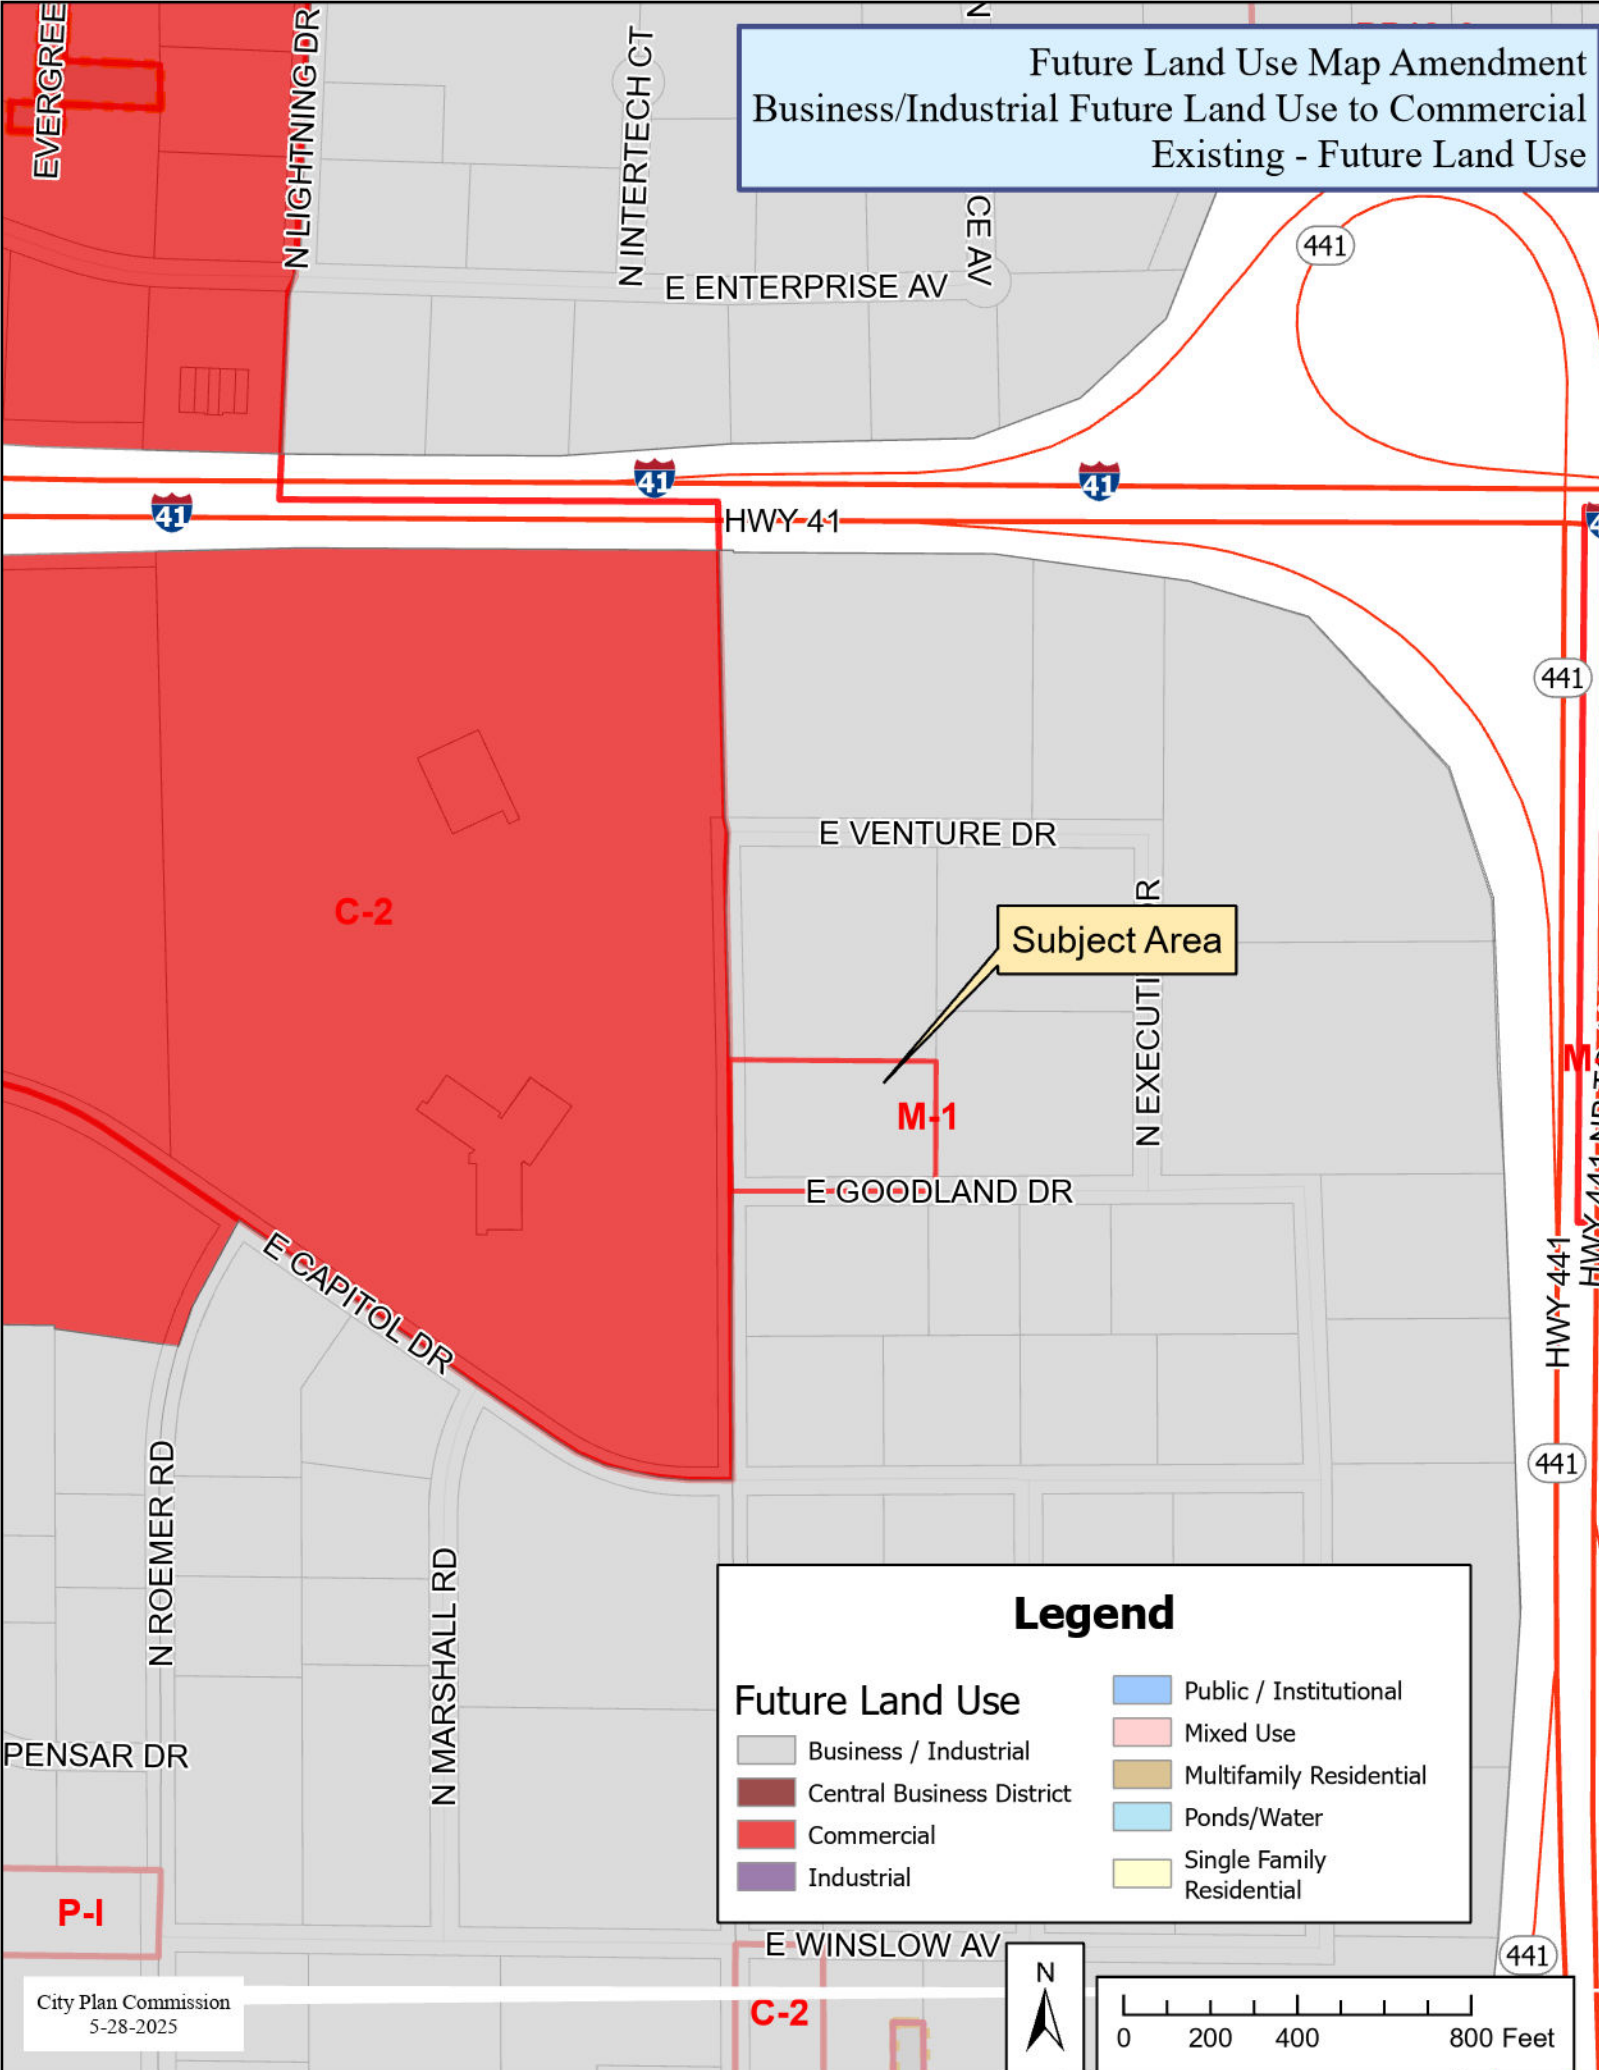 Future Land Use Map Amendment
Business/Industrial Future Land Use to Commercial
Existing - Future Land Use
EVERGREE
N LIGHTNING DR
N INTERTECH CT
N
CE AV
E ENTERPRISE AV
441
41
41
41
HWY 41
441
E VENTURE DR
C-2
Subject Area
N EXECUTI
R
M-1
M
E GOODLAND DR
E CAPITOL DR
HWY 441
HWY 441
441
N ROEMER RD
N MARSHALL RD
PENSAR DR
P-I
E WINSLOW AV
C-2
441
Legend
Future Land Use
Business / Industrial
Central Business District
Commercial
Industrial
Public / Institutional
Mixed Use
Multifamily Residential
Ponds/Water
Single Family
Residential
City Plan Commission
5-28-2025
N
0 200 400 800 Feet